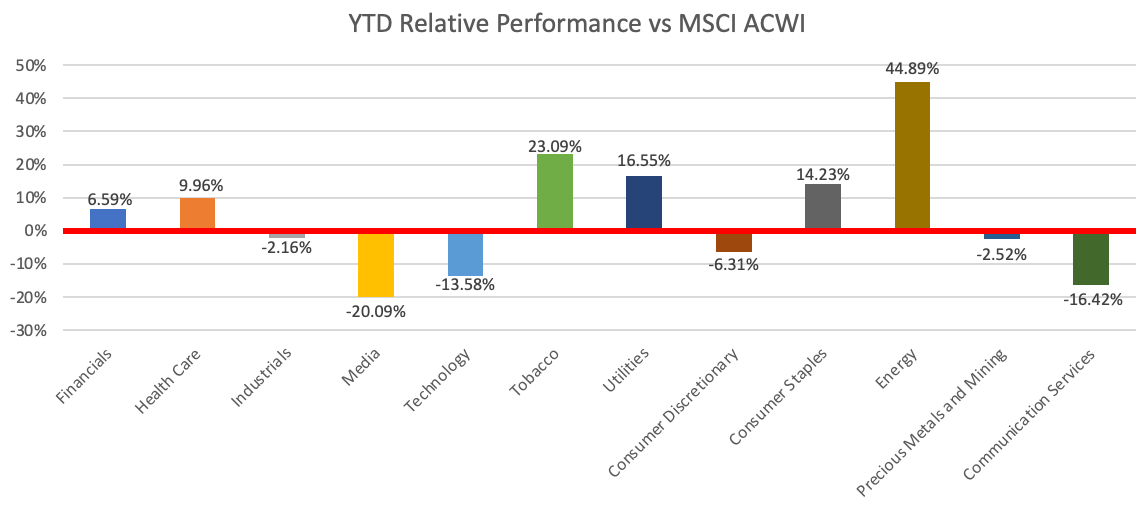 YTD Relative Performance vs MSCI ACWI
50%
40%
30%
20%
10%
0%
-10%
-20%
-30%
6.59%
9.96%
-2.16%
-20.09%
-13.58%
23.09%
16.55%
-6.31%
14.23%
44.89%
-2.52%
-16.42%
Financials
Health Care
Industrials
Media
Technology
Tobacco
Utilities
Consumer Discretionary
Consumer Staples
Energy
Precious Metals and Mining
Communication Services